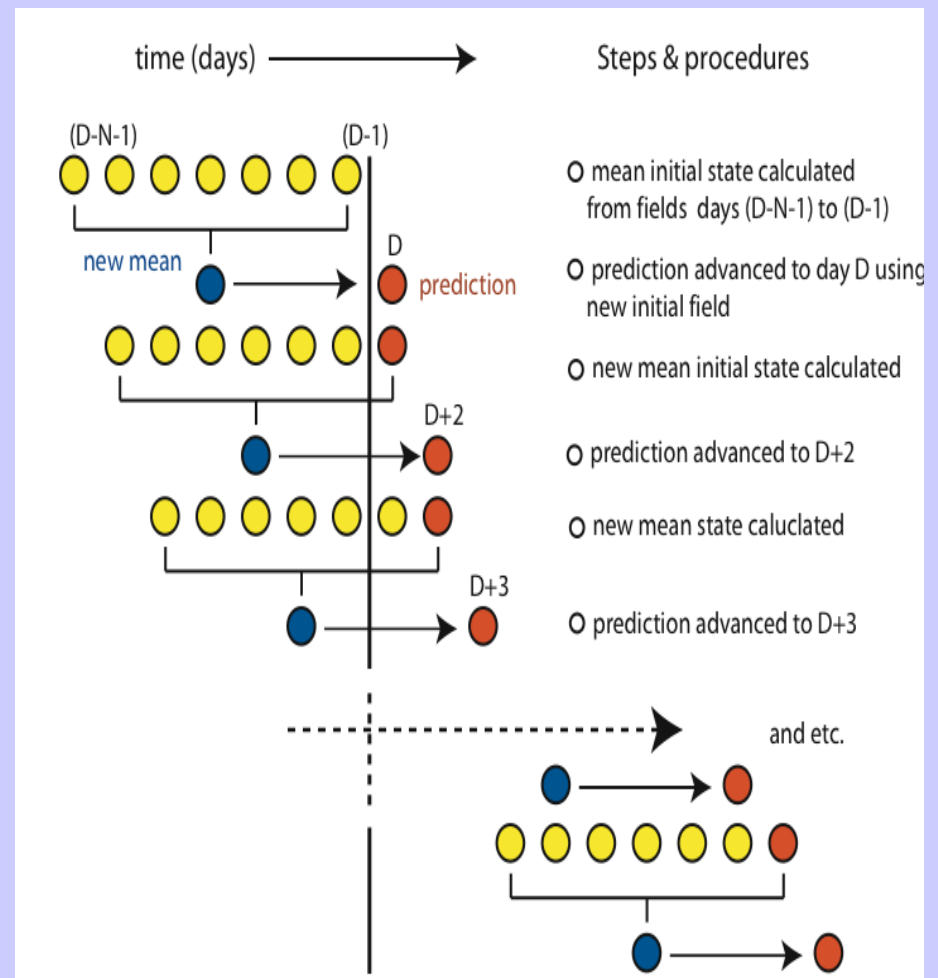 time (days)
Steps & procedures
(D-N-1)
(D-1)
mean initial state calculated
from fields days (D-N-1) to (D-1)
new mean
D
prediction
prediction advanced to day D using
new initial field
new mean initial state calculated
D+2
prediction advanced to D+2
new mean state caluclated
D+3
prediction advanced to D+3
and etc.